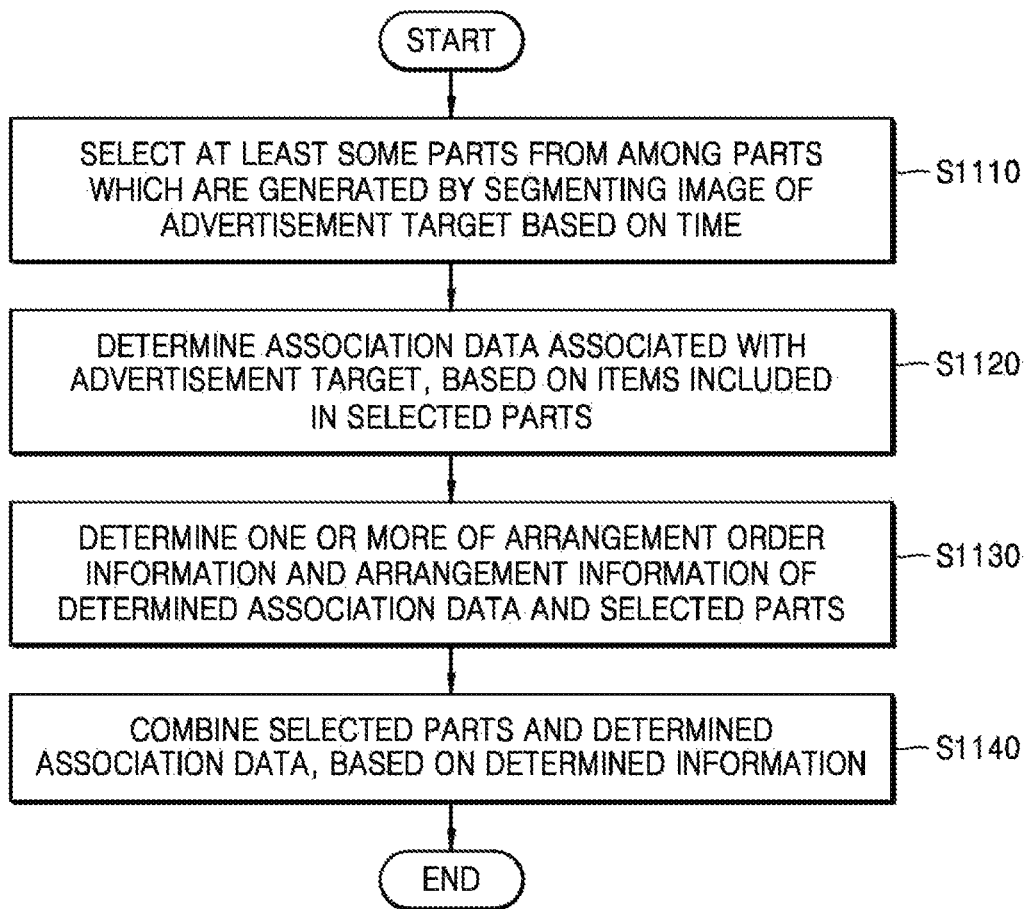 START
SELECT AT LEAST SOME PARTS FROM AMONG PARTS
WHICH ARE GENERATED BY SEGMENTING IMAGE OF
ADVERTISEMENT TARGET BASED ON TIME
S1110
DETERMINE ASSOCIATION DATA ASSOCIATED WITH
ADVERTISEMENT TARGET, BASED ON ITEMS INCLUDED
IN SELECTED PARTS
S1120
DETERMINE ONE OR MORE OF ARRANGEMENT ORDER
INFORMATION AND ARRANGEMENT INFORMATION OF
DETERMINED ASSOCIATION DATA AND SELECTED PARTS
S1130
COMBINE SELECTED PARTS AND DETERMINED
ASSOCIATION DATA, BASED ON DETERMINED INFORMATION
S1140
END